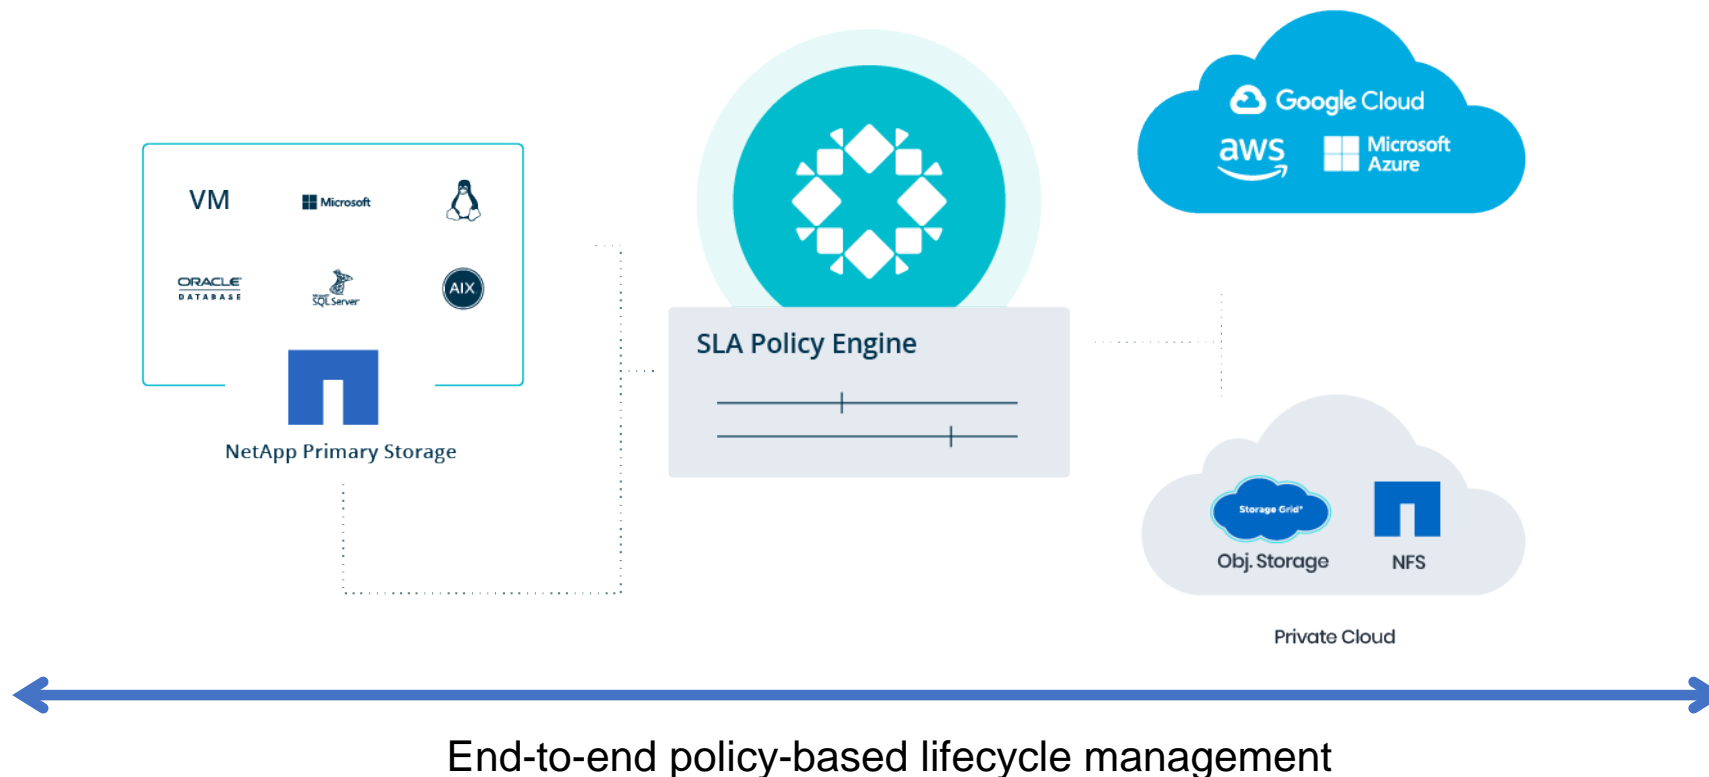 VM
Microsoft
ORACLE
DATABASE
Microsoft
SQL Server
AIX
NetApp Primary Storage
SLA Policy Engine
Google Cloud
aws
Microsoft
Azure
Storage Grid®
Obj. Storage
NFS
Private Cloud
End-to-end policy-based lifecycle management